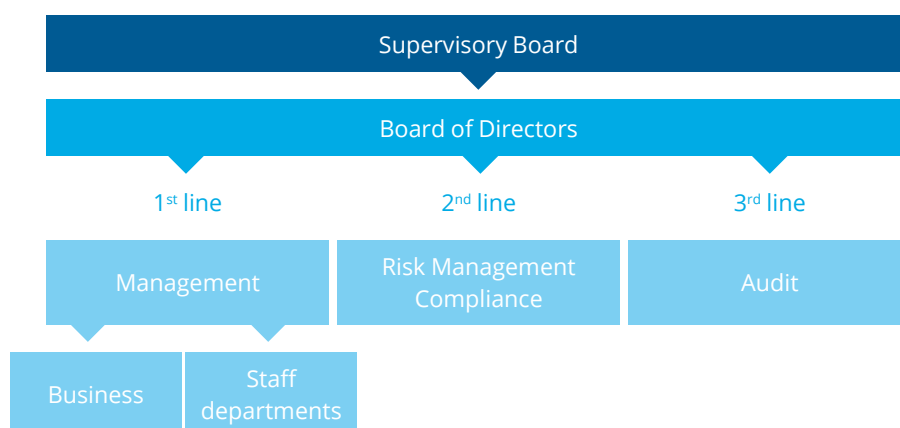 Supervisory Board
Board of Directors
1st line
2nd line
3rd line
Management
Risk Management
Compliance
Audit
Business
Staff
departments